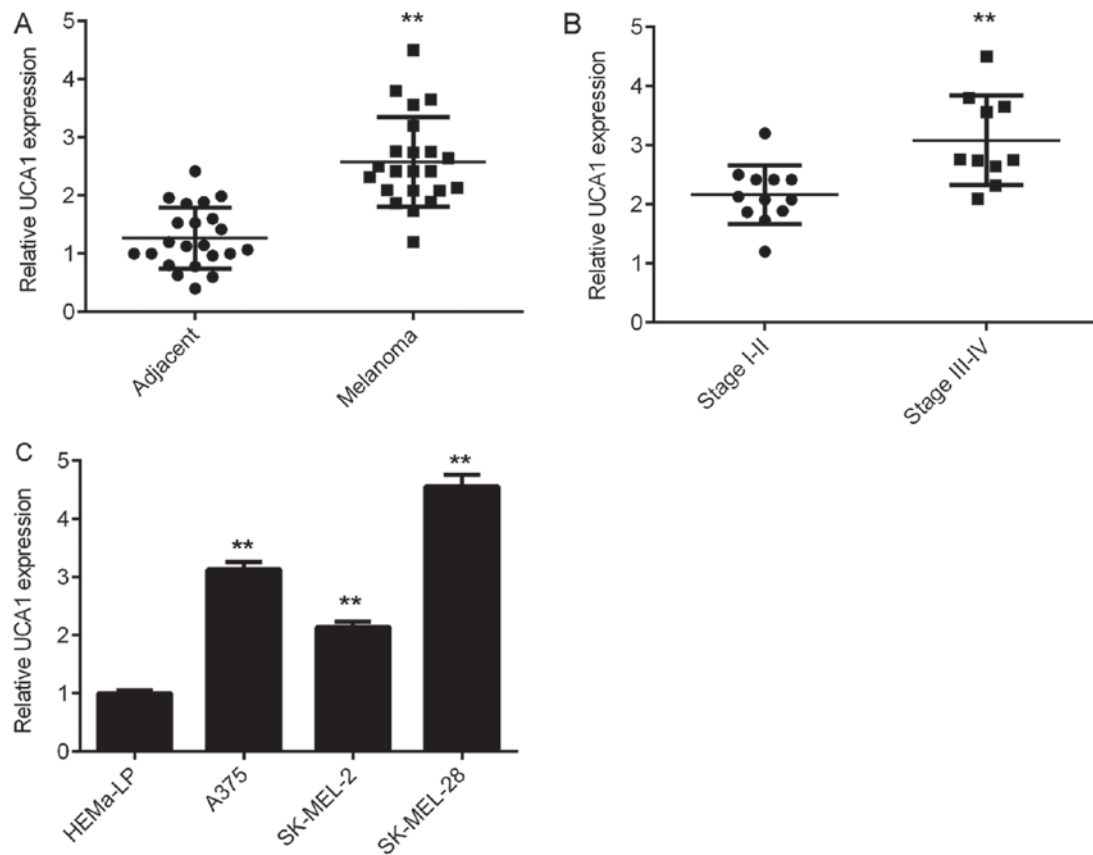 A
Relative UCA1 expression
5
4
3
2
1
0
**
Adjacent
Melanoma
B
Relative UCA1 expression
5
4
3
2
1
0
**
Stage I-II
Stage III-IV
C
Relative UCA1 expression
5
4
3
2
1
0
**
**
**
HEMa-LP
A375
SK-MEL-2
SK-MEL-28